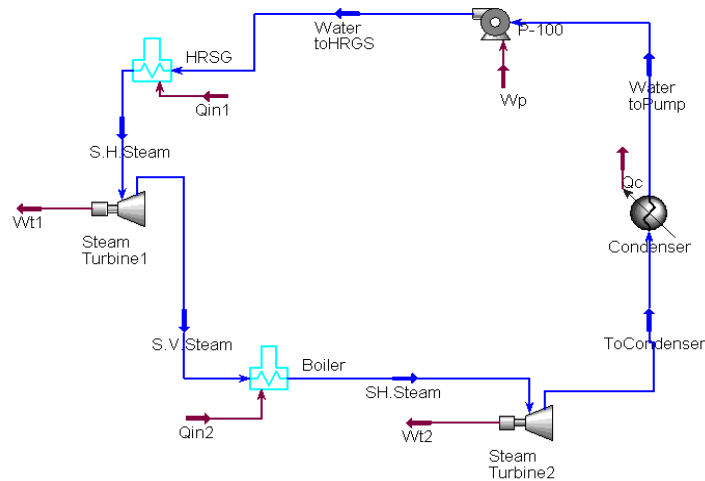 Water
toHRGS
P-100
HRSG
Wp
Water
toPump
Qin1
S.H.Steam
Qc
Wt1
Steam
Turbine1
Condenser
S.V.Steam
ToCondenser
Boiler
SH.Steam
Qin2
Wt2
Steam
Turbine2